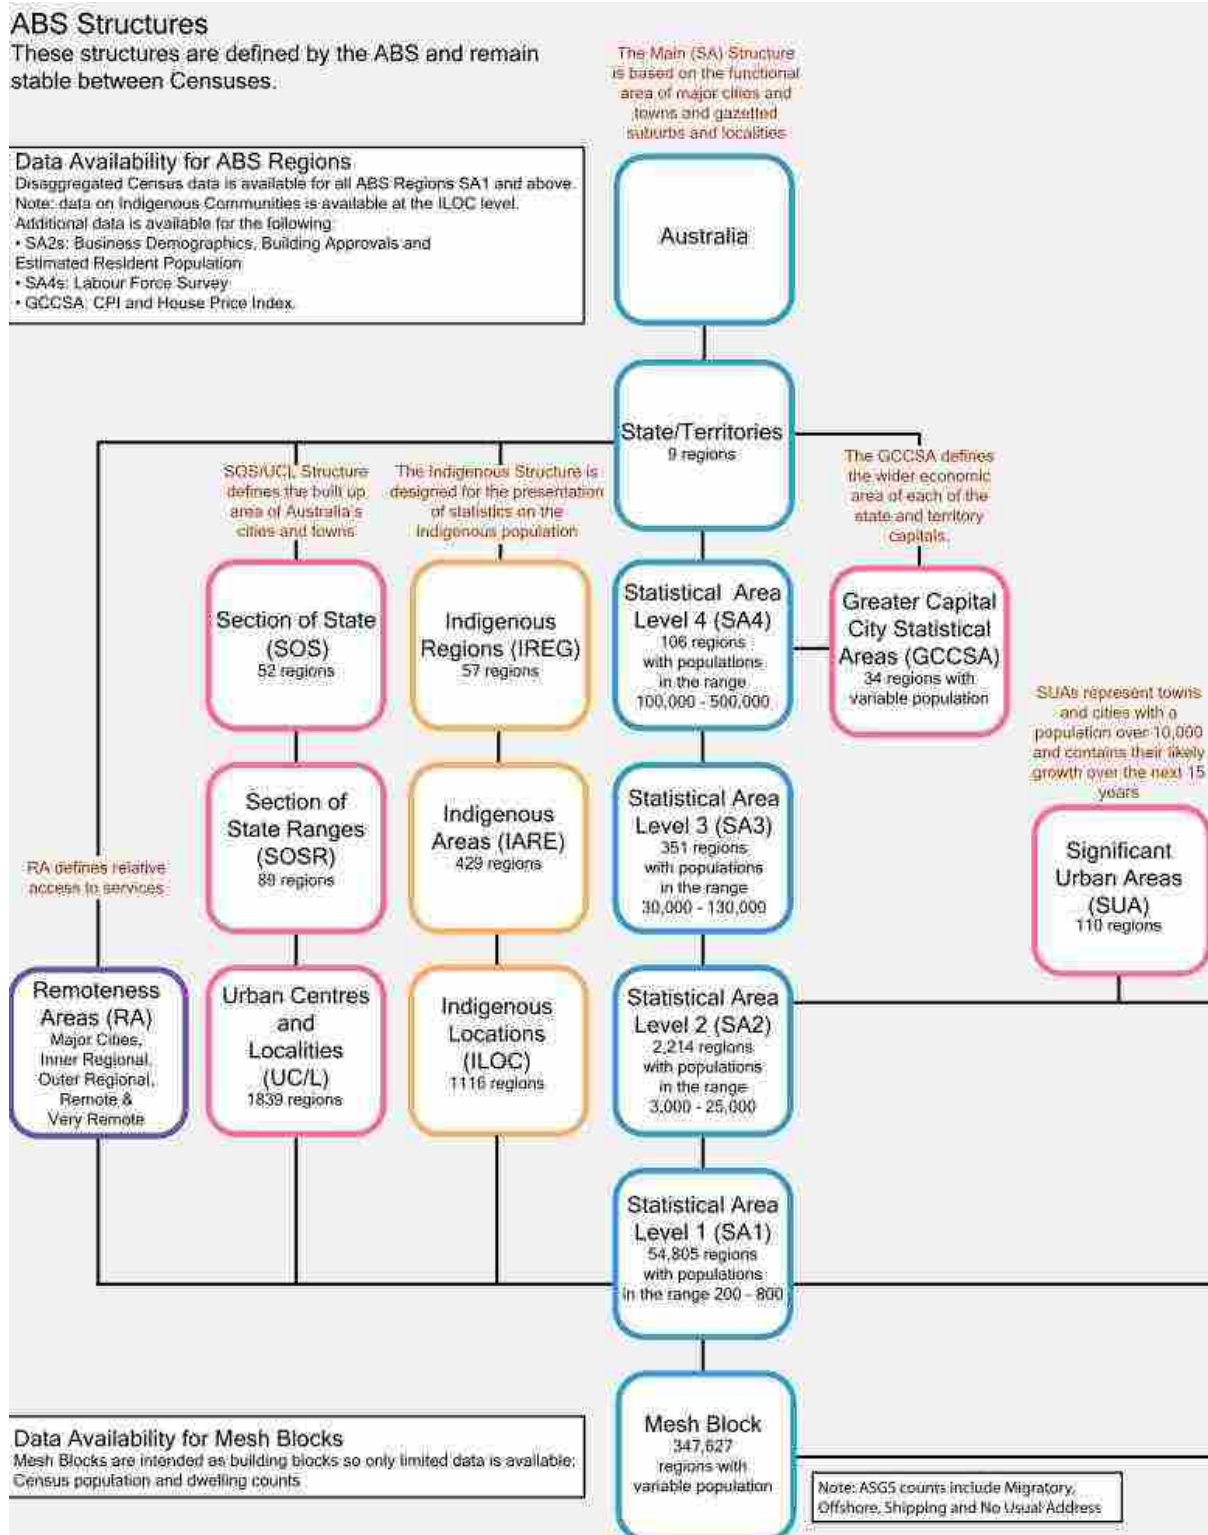 ABS Structures
These structures are defined by the ABS and remain
stable between Censuses.
The Main (SA) Structure
is based on the functional
area of major cities and
towns and gazetted
suburbs and localities
Data Availability for ABS Regions
Disaggregated Census data is available for all ABS Regions SA1 and above.
Note: data on Indigenous Communities is available at the ILOC level.
Additional data is available for the following:
• SA2s: Business Demographics, Building Approvals and
Estimated Resident Population
• SA4s: Labour Force Survey
• GCCSA: CPI and House Price Index.
Australia
State/Territories
9 regions
SOS/UCL Structure
defines the built up
area of Australia's
cities and towns
The Indigenous Structure is
designed for the presentation
of statistics on the
Indigenous population
The GCCSA defines
the wider economic
area of each of the
state and territory
capitals.
Section of State
(SOS)
52 regions
Indigenous
Regions (IREG)
57 regions
Statistical Area
Level 4 (SA4)
106 regions
with populations
in the range
100,000 - 500,000
Greater Capital
City Statistical
Areas (GCCSA)
34 regions with
variable population
SUAs represent towns
and cities with a
population over 10,000
and contains their likely
growth over the next 15
years
Section of
State Ranges
(SOSR)
89 regions
Indigenous
Areas (IARE)
429 regions
Statistical Area
Level 3 (SA3)
351 regions
with populations
in the range
30,000 - 130,000
Significant
Urban Areas
(SUA)
110 regions
RA defines relative
access to services
Remoteness
Areas (RA)
Major Cities,
Inner Regional,
Outer Regional,
Remote &
Very Remote
Urban Centres
and
Localities
(UC/L)
1839 regions
Indigenous
Locations
(ILOC)
1116 regions
Statistical Area
Level 2 (SA2)
2,214 regions
with populations
in the range
3,000 - 25,000
Statistical Area
Level 1 (SA1)
54,805 regions
with populations
in the range 200 - 800
Data Availability for Mesh Blocks
Mesh Blocks are intended as building blocks so only limited data is available:
Census population and dwelling counts
Mesh Block
347,627
regions with
variable population
Note: ASGS counts include Migratory,
Offshore, Shipping and No Usual Address